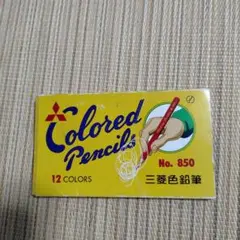 Colored
Pencils
No. 850
12 COLORS
三菱色鉛筆